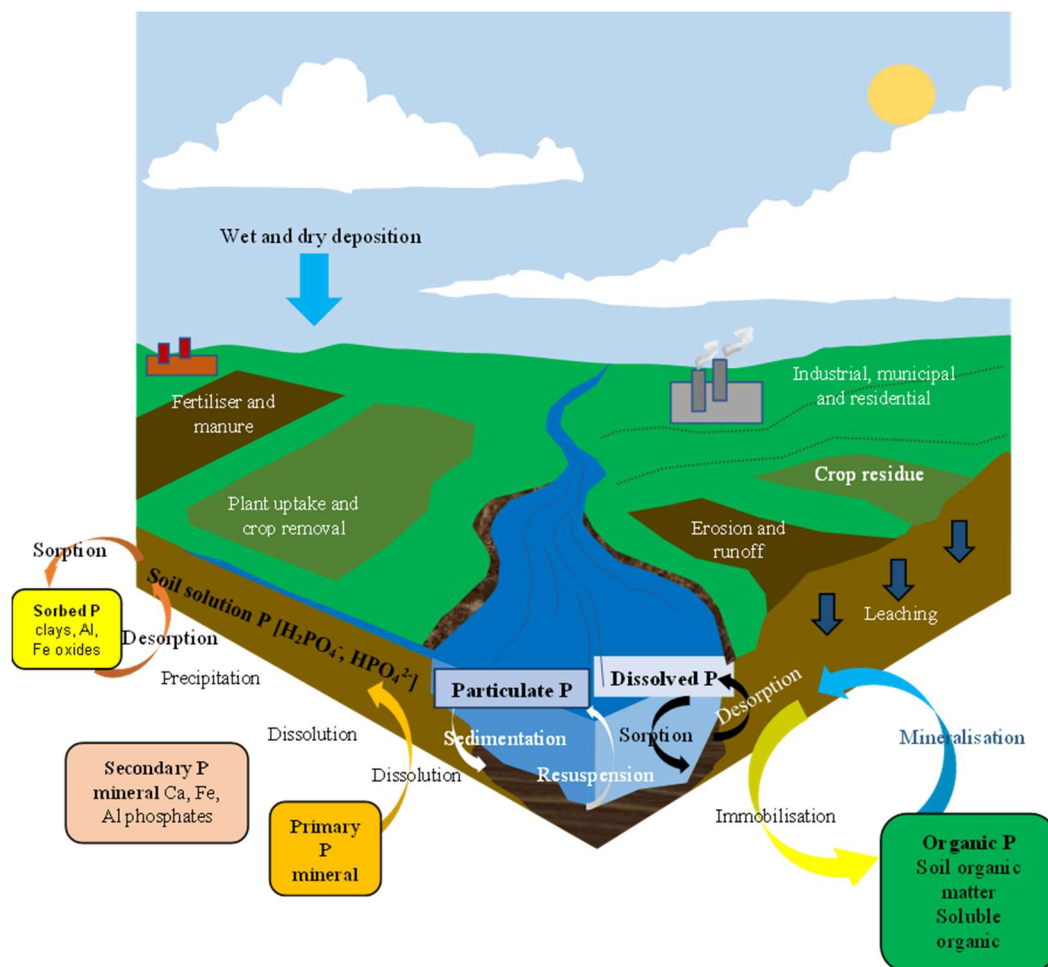 Wet and dry deposition
Fertiliser and
manure
Industrial, municipal
and residential
Plant uptake and
crop removal
Crop residue
Erosion and
runoff
Sorption
Soil solution P [H₂PO₄⁻, HPO₄²⁻]
Leaching
Sorbed P
clays, Al,
Fe oxides
Desorption
Precipitation
Particulate P
Dissolved P
Desorption
Sedimentation
Sorption
Resuspension
Dissolution
Dissolution
Mineralisation
Immobilisation
Secondary P
mineral Ca, Fe,
Al phosphates
Primary
P
mineral
Organic P
Soil organic
matter
Soluble
organic